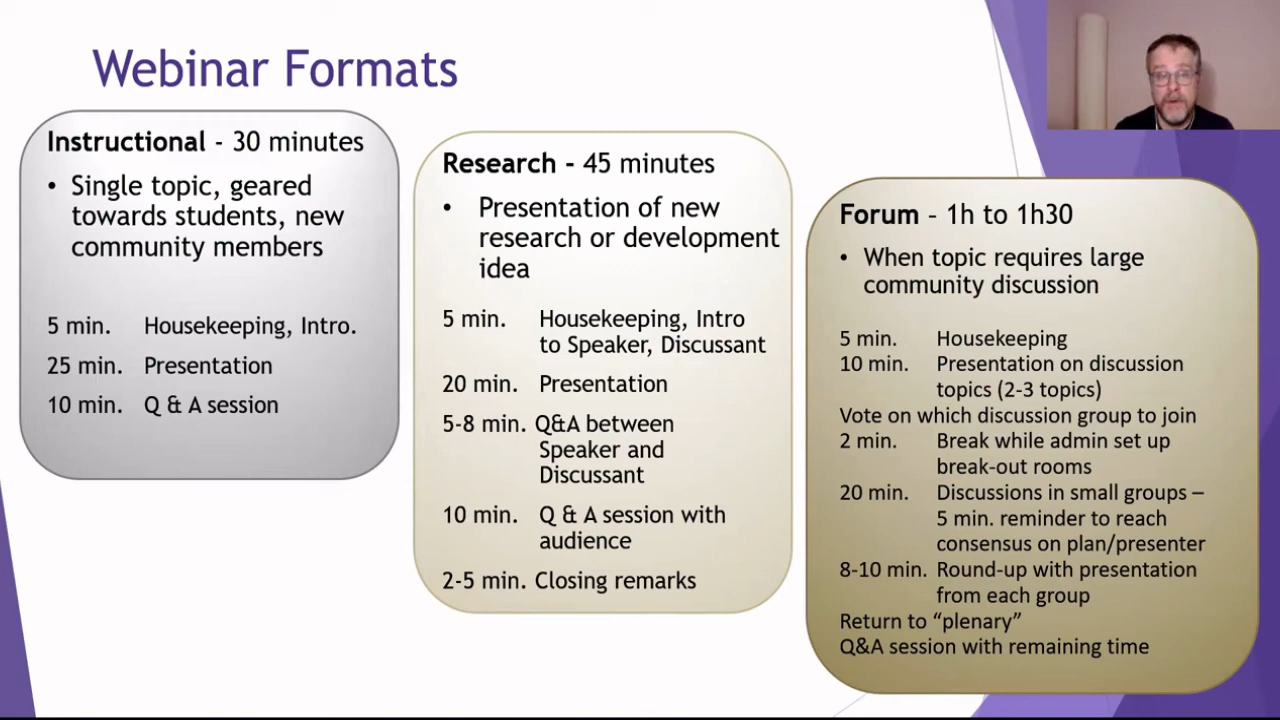 Webinar Formats
Instructional - 30 minutes
• Single topic, geared
towards students, new
community members
5 min. Housekeeping, Intro.
25 min. Presentation
10 min. Q & A session
Research - 45 minutes
• Presentation of new
research or development
idea
5 min. Housekeeping, Intro
to Speaker, Discussant
20 min. Presentation
5-8 min. Q&A between
Speaker and
Discussant
10 min. Q & A session with
audience
2-5 min. Closing remarks
Forum – 1h to 1h30
• When topic requires large
community discussion
5 min. Housekeeping
10 min. Presentation on discussion
topics (2-3 topics)
Vote on which discussion group to join
2 min. Break while admin set up
break-out rooms
20 min. Discussions in small groups –
5 min. reminder to reach
consensus on plan/presenter
8-10 min. Round-up with presentation
from each group
Return to “plenary”
Q&A session with remaining time